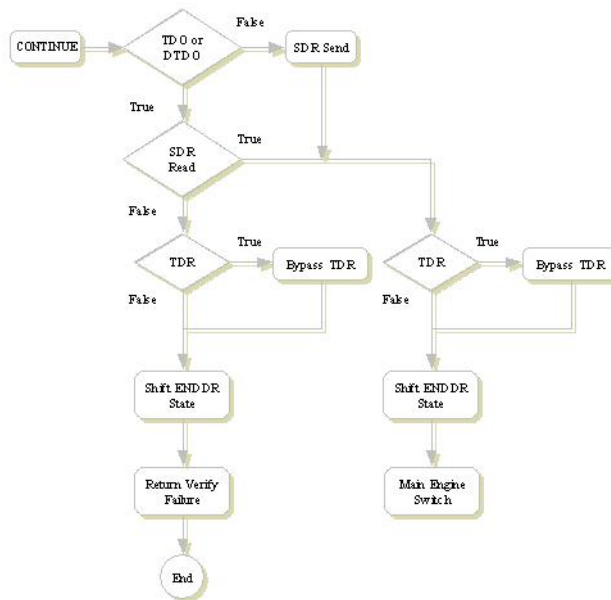 False
CONTINUE
TDO or
DTDO
SDR Send
True
True
SDR
Read
False
True
True
TDR
Bypass TDR
TDR
Bypass TDR
False
False
Shift ENDDR
State
Shift ENDDR
State
Return Verify
Failure
Main Engine
Switch
End